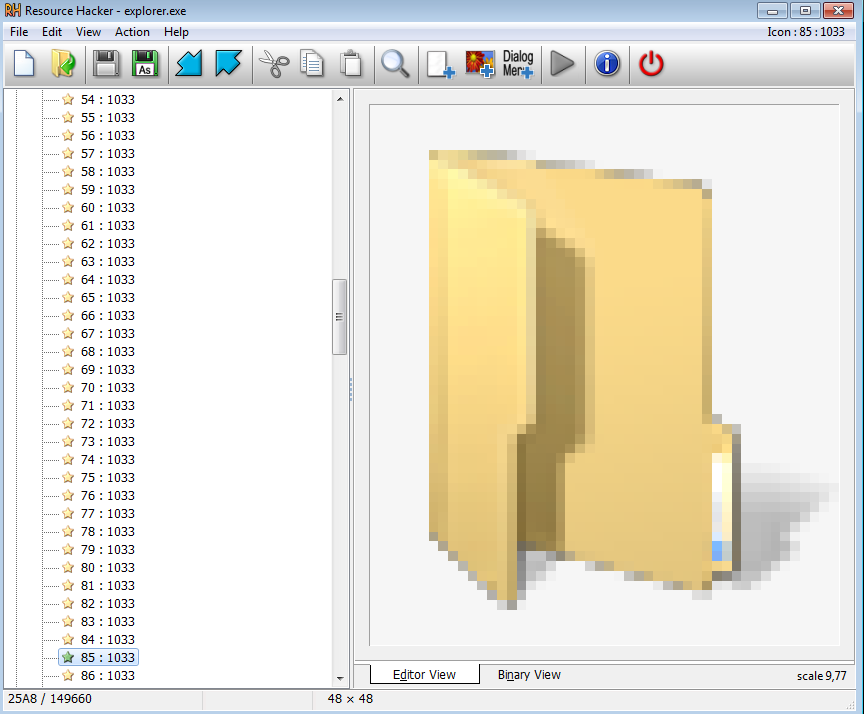 RH Resource Hacker - explorer.exe
File Edit View Action Help Icon : 85 : 1033
As Dialog
Mer
54 : 1033
55 : 1033
56 : 1033
57 : 1033
58 : 1033
59 : 1033
60 : 1033
61 : 1033
62 : 1033
63 : 1033
64 : 1033
65 : 1033
66 : 1033
67 : 1033
68 : 1033
69 : 1033
70 : 1033
71 : 1033
72 : 1033
73 : 1033
74 : 1033
75 : 1033
76 : 1033
77 : 1033
78 : 1033
79 : 1033
80 : 1033
81 : 1033
82 : 1033
83 : 1033
84 : 1033
85 : 1033
86 : 1033
Editor View Binary View scale 9,77
25A8 / 149660 48 × 48